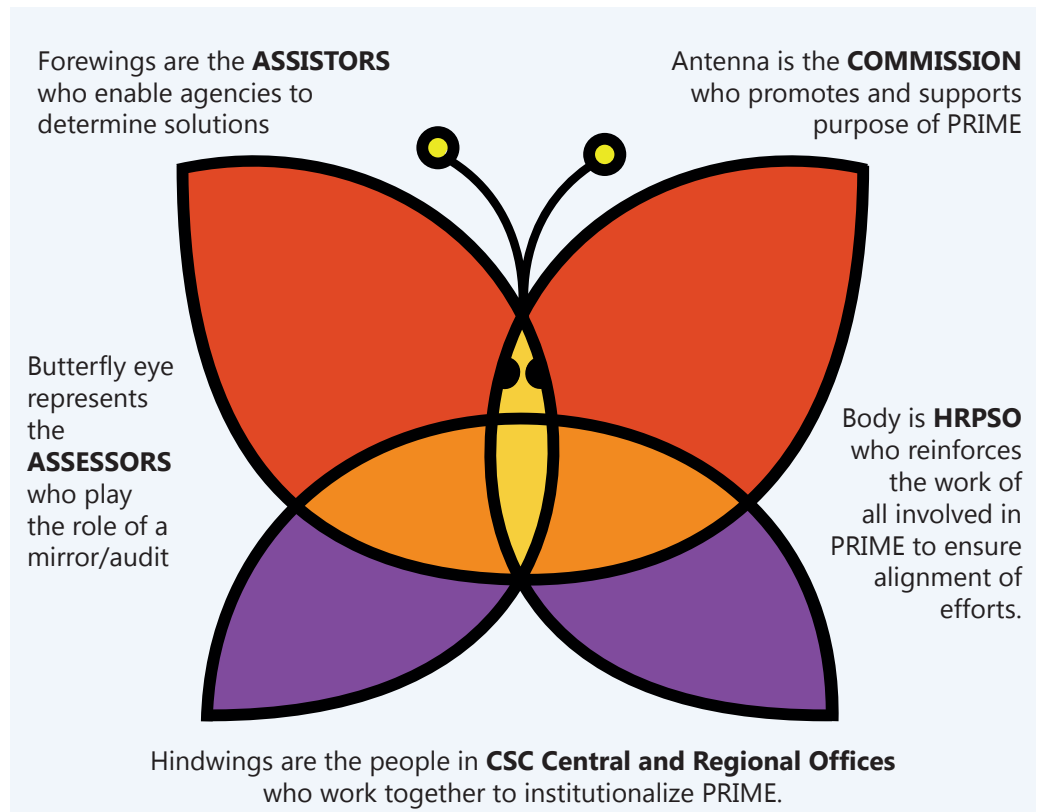 Forewings are the ASSISTORS
who enable agencies to
determine solutions
Antenna is the COMMISSION
who promotes and supports
purpose of PRIME
Butterfly eye
represents
the
ASSESSORS
who play
the role of a
mirror/audit
Body is HRPSO
who reinforces
the work of
all involved in
PRIME to ensure
alignment of
efforts.
Hindwings are the people in CSC Central and Regional Offices
who work together to institutionalize PRIME.